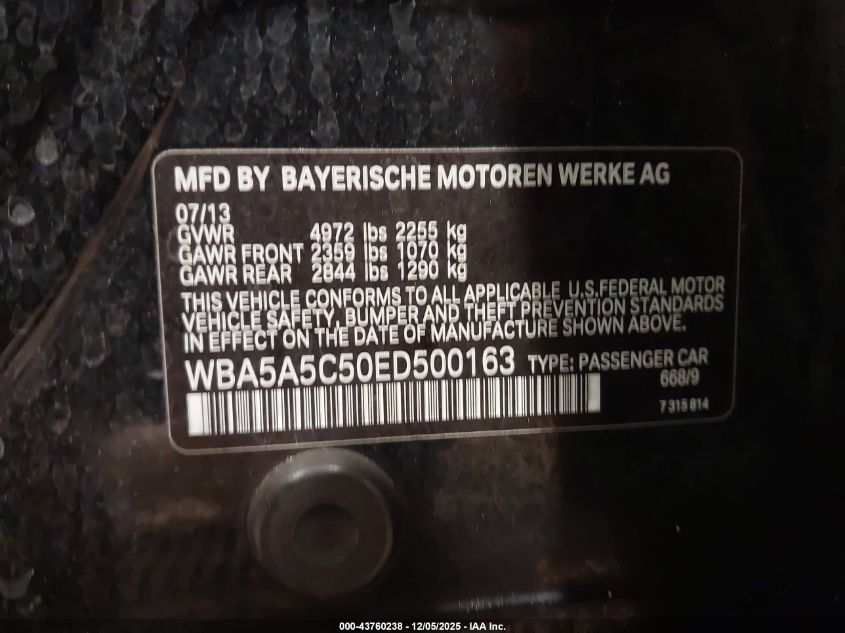 MFD BY BAYERISCHE MOTOREN WERKE AG
07/13
GVWR 4972 lbs 2255 kg
GAWR FRONT 2359 lbs 1070 kg
GAWR REAR 2844 lbs 1290 kg
THIS VEHICLE CONFORMS TO ALL APPLICABLE U.S.FEDERAL MOTOR
VEHICLE SAFETY, BUMPER AND THEFT PREVENTION STANDARDS
IN EFFECT ON THE DATE OF MANUFACTURE SHOWN ABOVE.
WBA5A5C50ED500163 TYPE: PASSENGER CAR
668/9
7 315 814
000-43760238 - 12/05/2025 - IAA Inc.